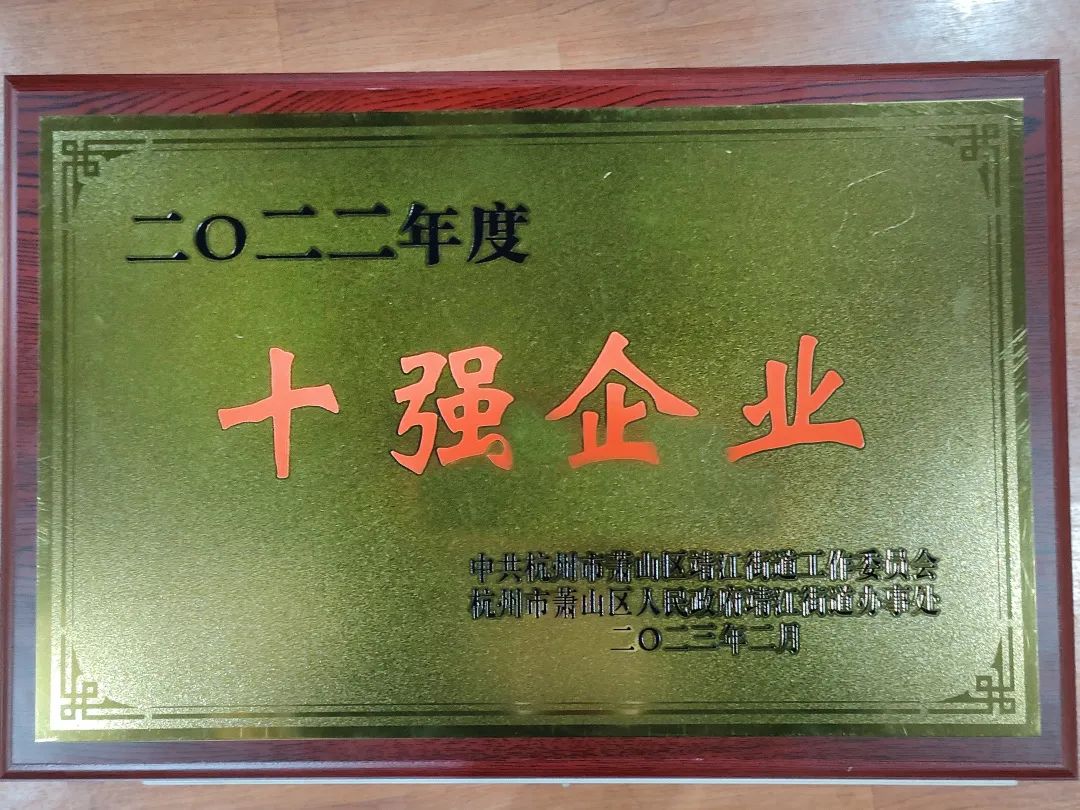 二〇二二年度
十强企业
中共杭州市萧山区靖江街道工作委员会
杭州市萧山区人民政府靖江街道办事处
二〇二三年二月